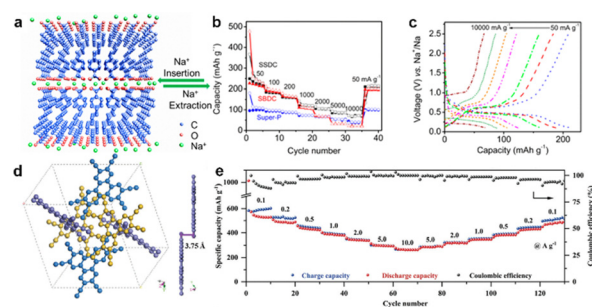 a
Na⁺
Insertion
Na⁺
Extraction
C
O
Na⁺
b
Capacity (mAh g⁻¹)
500
400
300
200
100
0
SSDC
SBDC
Super-P
50
100
200
1000
2000
5000
10000
50 mA g⁻¹
0 5 10 15 20 25 30 35 40
Cycle number
c
10000 mA g⁻¹
50 mA g⁻¹
Voltage (V) vs. Na⁺/Na
2.5
2.0
1.5
1.0
0.5
0.0
0 50 100 150 200
Capacity (mAh g⁻¹)
d
3.75 Å
e
Specific capacity (mAh g⁻¹)
1000
600
400
200
0
0.1
0.2
0.5
1.0
2.0
5.0
10.0
5.0
2.0
1.0
0.5
0.2
0.1
@ A g⁻¹
Charge capacity
Discharge capacity
Coulombic efficiency
0 20 40 60 80 100 120
Cycle number
100
50
0
Coulombic efficiency (%)